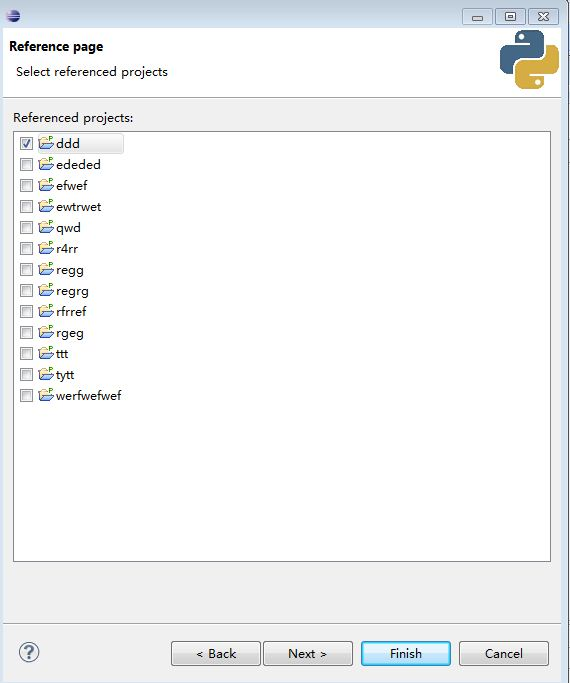 Reference page
Select referenced projects
Referenced projects:
ddd
ededed
efwef
ewtrwet
qwd
r4rr
regg
regrg
rfrref
rgeg
ttt
tytt
werfwefwef
?
< Back
Next >
Finish
Cancel